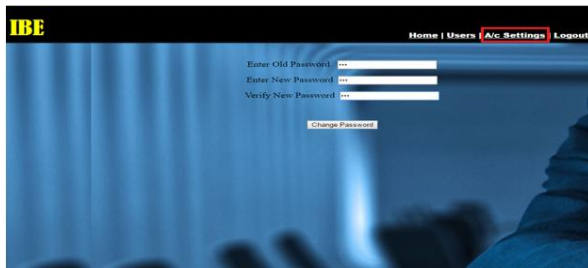 IBE
Home | Users | A/c Settings | Logout
Enter Old Password •••
Enter New Password •••
Verify New Password •••
Change Password